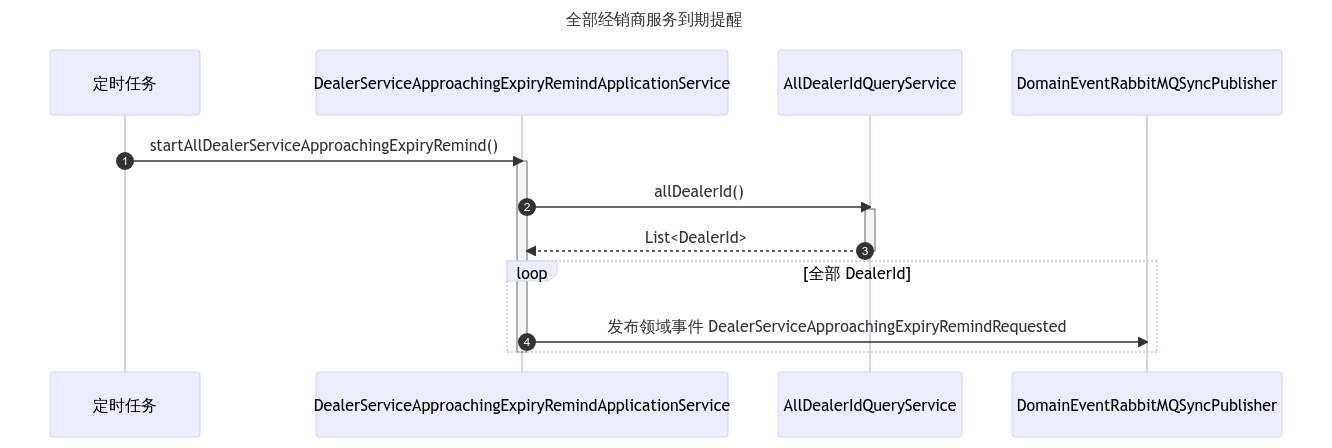 全部经销商服务到期提醒
定时任务
DealerServiceApproachingExpiryRemindApplicationService
AllDealerIdQueryService
DomainEventRabbitMQSyncPublisher
startAllDealerServiceApproachingExpiryRemind()
1
allDealerId()
2
List<DealerId>
3
loop
[全部 DealerId]
发布领域事件 DealerServiceApproachingExpiryRemindRequested
4
定时任务
DealerServiceApproachingExpiryRemindApplicationService
AllDealerIdQueryService
DomainEventRabbitMQSyncPublisher